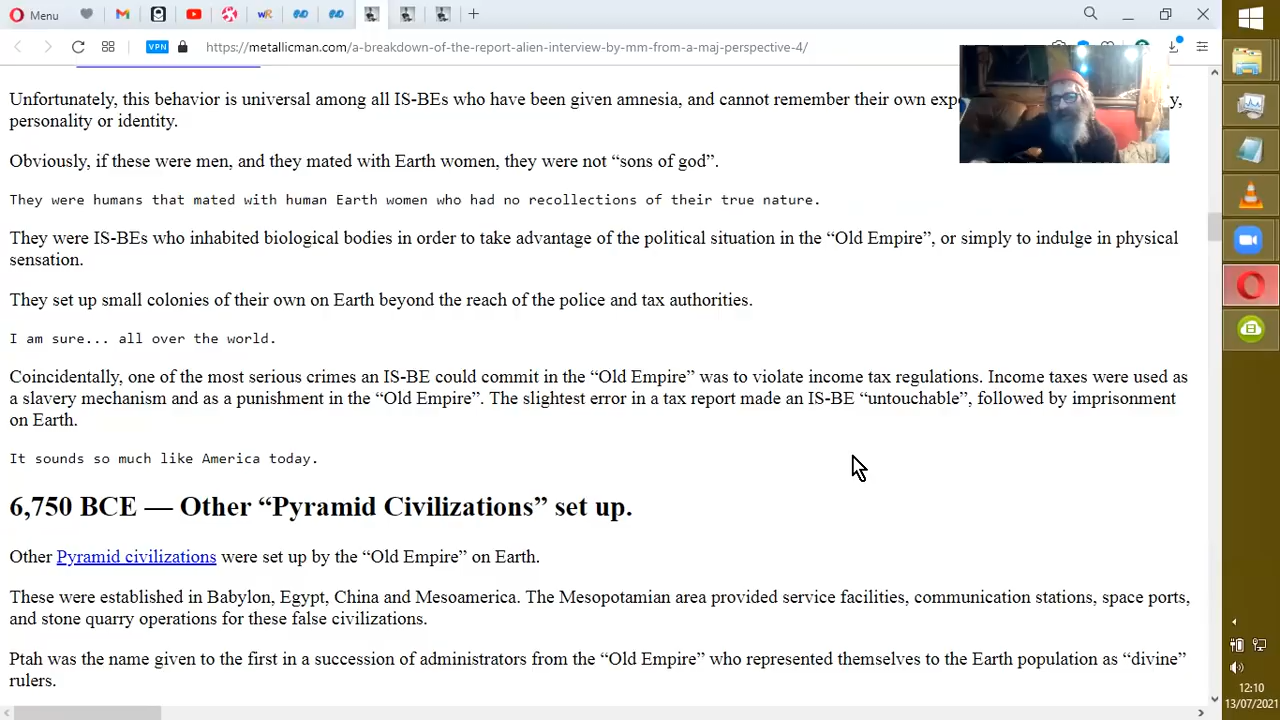 Menu
VPN
https://metallicman.com/a-breakdown-of-the-report-alien-interview-by-mm-from-a-maj-perspective-4/
Unfortunately, this behavior is universal among all IS-BEs who have been given amnesia, and cannot remember their own exp y,
personality or identity.
Obviously, if these were men, and they mated with Earth women, they were not “sons of god”.
They were humans that mated with human Earth women who had no recollections of their true nature.
They were IS-BEs who inhabited biological bodies in order to take advantage of the political situation in the “Old Empire”, or simply to indulge in physical
sensation.
They set up small colonies of their own on Earth beyond the reach of the police and tax authorities.
I am sure... all over the world.
Coincidentally, one of the most serious crimes an IS-BE could commit in the “Old Empire” was to violate income tax regulations. Income taxes were used as
a slavery mechanism and as a punishment in the “Old Empire”. The slightest error in a tax report made an IS-BE “untouchable”, followed by imprisonment
on Earth.
It sounds so much like America today.
6,750 BCE — Other “Pyramid Civilizations” set up.
Other Pyramid civilizations were set up by the “Old Empire” on Earth.
These were established in Babylon, Egypt, China and Mesoamerica. The Mesopotamian area provided service facilities, communication stations, space ports,
and stone quarry operations for these false civilizations.
Ptah was the name given to the first in a succession of administrators from the “Old Empire” who represented themselves to the Earth population as “divine”
rulers.
12:10
13/07/2021